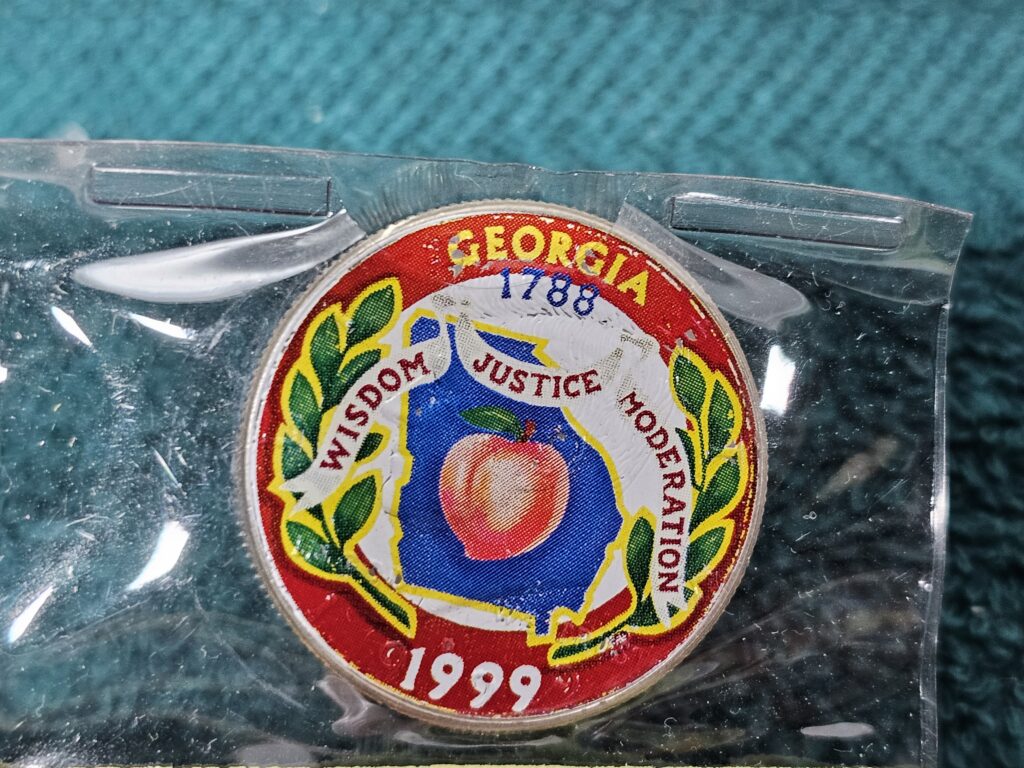 GEORGIA
1788
WISDOM
JUSTICE
MODERATION
1999